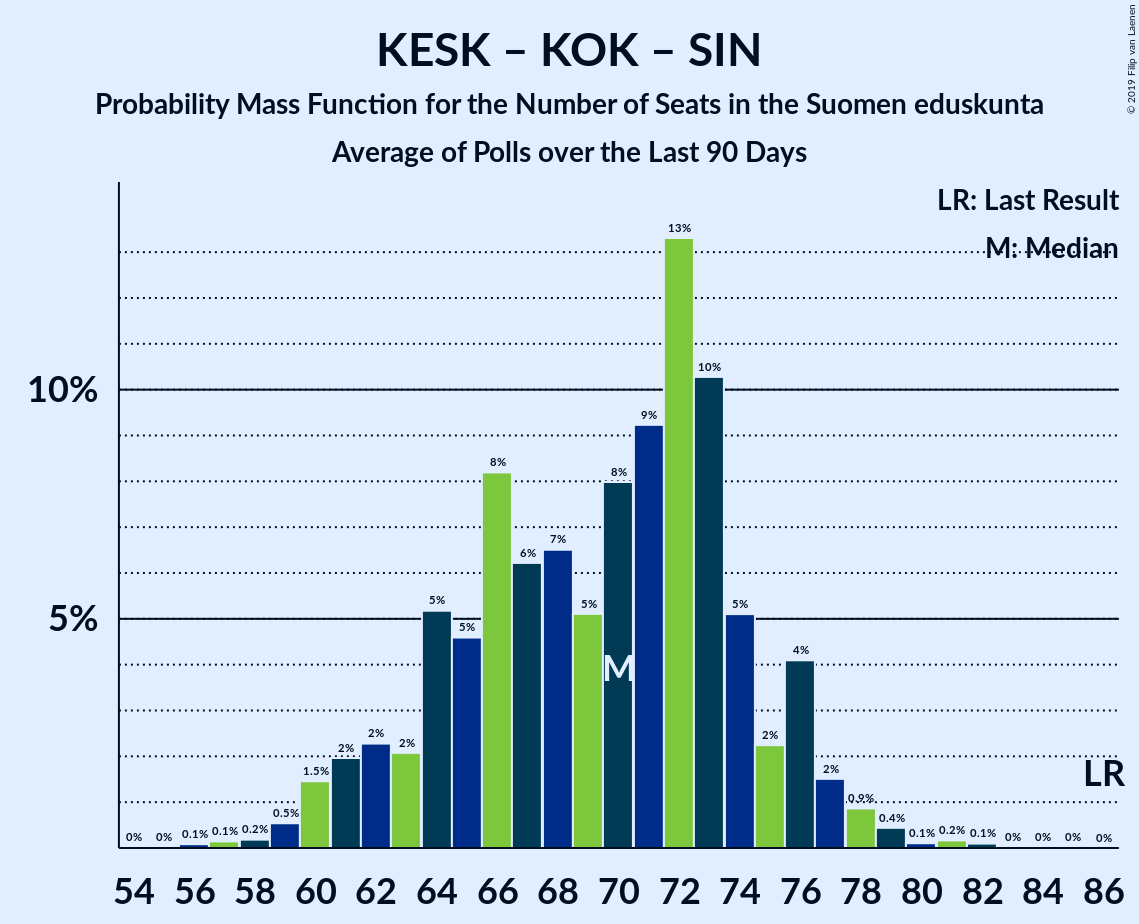 KESK – KOK – SIN
Probability Mass Function for the Number of Seats in the Suomen eduskunta
Average of Polls over the Last 90 Days
© 2019 Filip van Laenen
LR: Last Result
M: Median
10%
5%
0% 0% 0.1% 0.1% 0.2% 0.5% 1.5% 2% 2% 2% 5% 5% 8% 6% 7% 5% 8% 9% 13% 10% 5% 2% 4% 2% 0.9% 0.4% 0.1% 0.2% 0.1% 0% 0% 0% 0%
M
LR
54 56 58 60 62 64 66 68 70 72 74 76 78 80 82 84 86